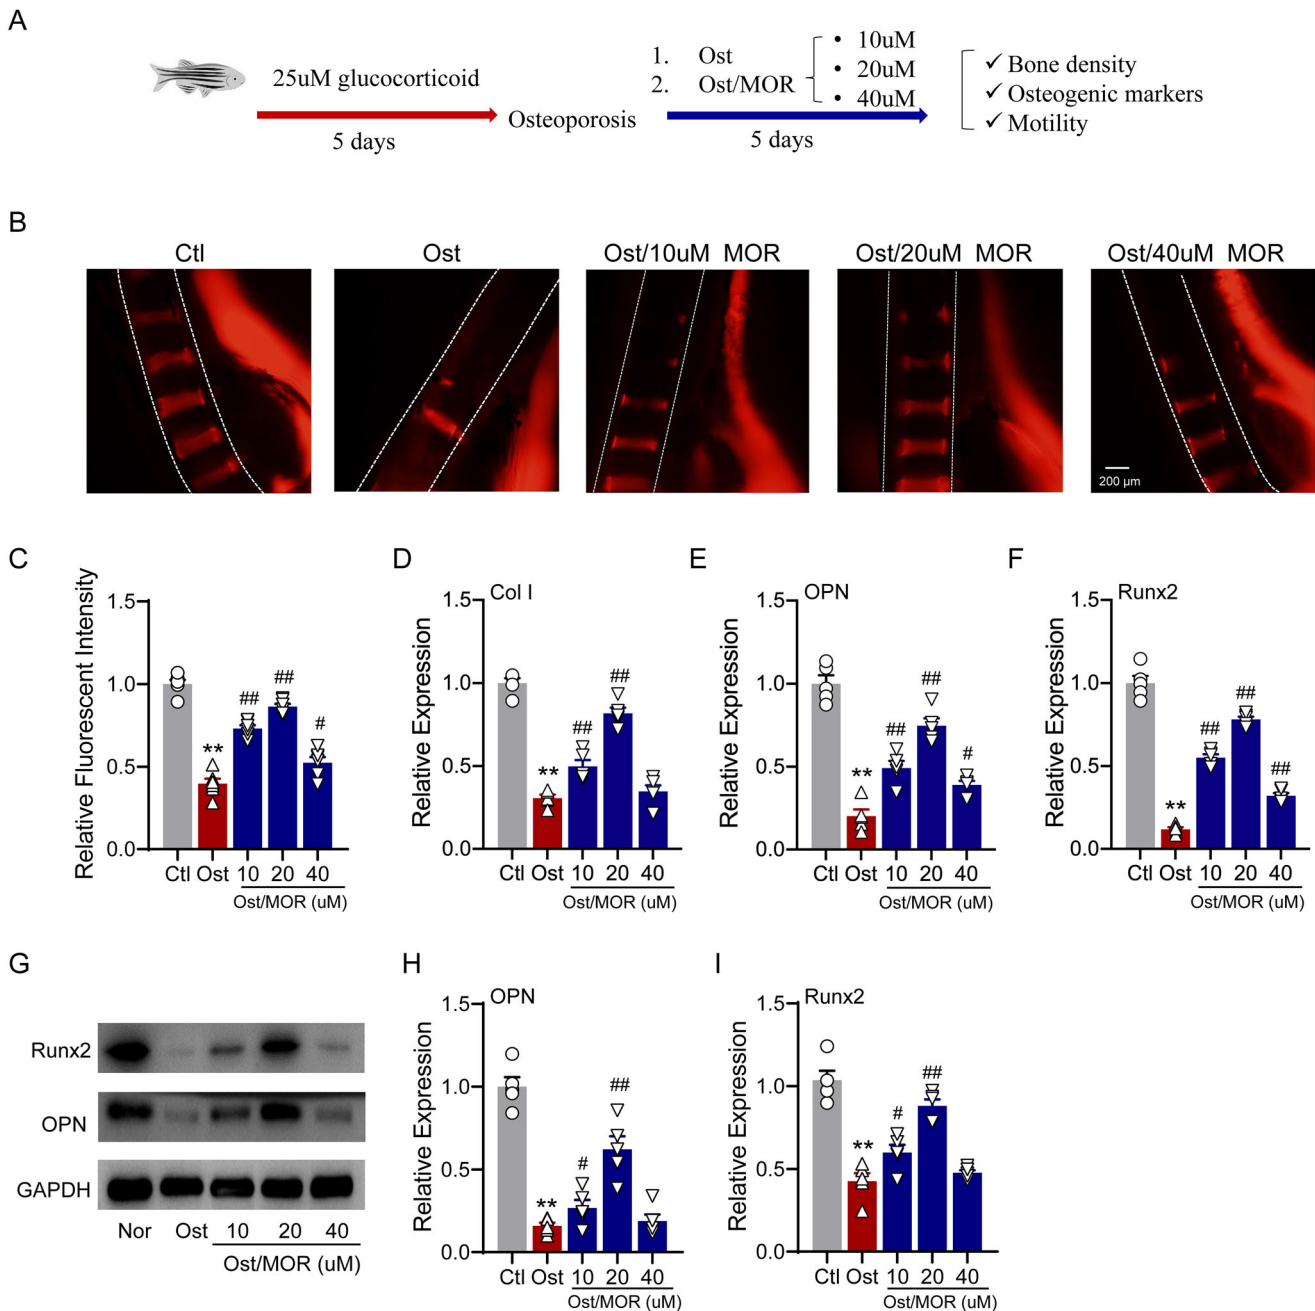 A
25uM glucocorticoid
5 days
Osteoporosis
1. Ost
2. Ost/MOR
• 10uM
• 20uM
• 40uM
5 days
✓ Bone density
✓ Osteogenic markers
✓ Motility
B
Ctl
Ost
Ost/10uM MOR
Ost/20uM MOR
Ost/40uM MOR
200 µm
C
Relative Fluorescent Intensity
1.5
1.0
0.5
0.0
**
##
##
#
Ctl Ost 10 20 40
Ost/MOR (uM)
D
Col I
Relative Expression
1.5
1.0
0.5
0.0
**
##
##
Ctl Ost 10 20 40
Ost/MOR (uM)
E
OPN
Relative Expression
1.5
1.0
0.5
0.0
**
##
##
#
Ctl Ost 10 20 40
Ost/MOR (uM)
F
Runx2
Relative Expression
1.5
1.0
0.5
0.0
**
##
##
##
Ctl Ost 10 20 40
Ost/MOR (uM)
G
Runx2
OPN
GAPDH
Nor Ost 10 20 40
Ost/MOR (uM)
H
OPN
Relative Expression
1.5
1.0
0.5
0.0
**
#
##
Ctl Ost 10 20 40
Ost/MOR (uM)
I
Runx2
Relative Expression
1.5
1.0
0.5
0.0
**
#
##
Ctl Ost 10 20 40
Ost/MOR (uM)